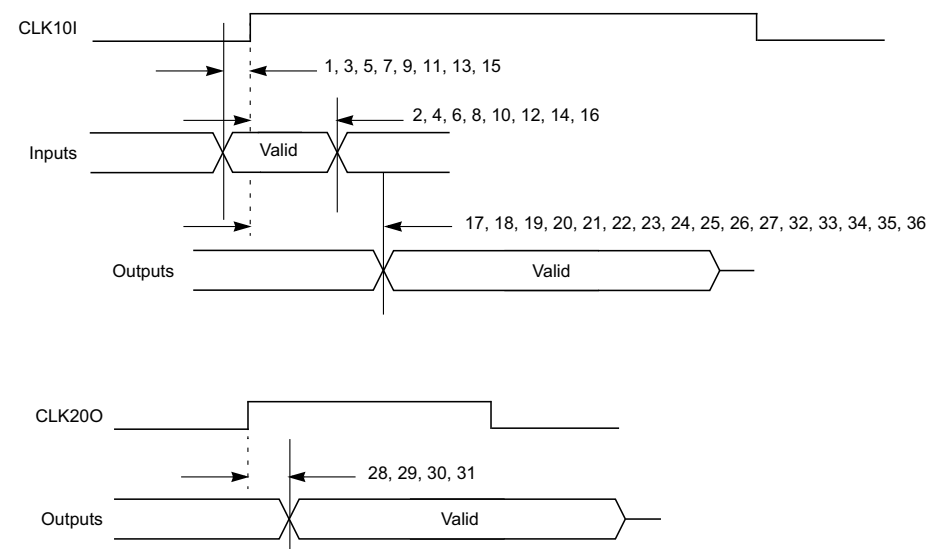 CLK10I
1, 3, 5, 7, 9, 11, 13, 15
2, 4, 6, 8, 10, 12, 14, 16
Inputs
Valid
17, 18, 19, 20, 21, 22, 23, 24, 25, 26, 27, 32, 33, 34, 35, 36
Outputs
Valid
CLK20O
28, 29, 30, 31
Outputs
Valid